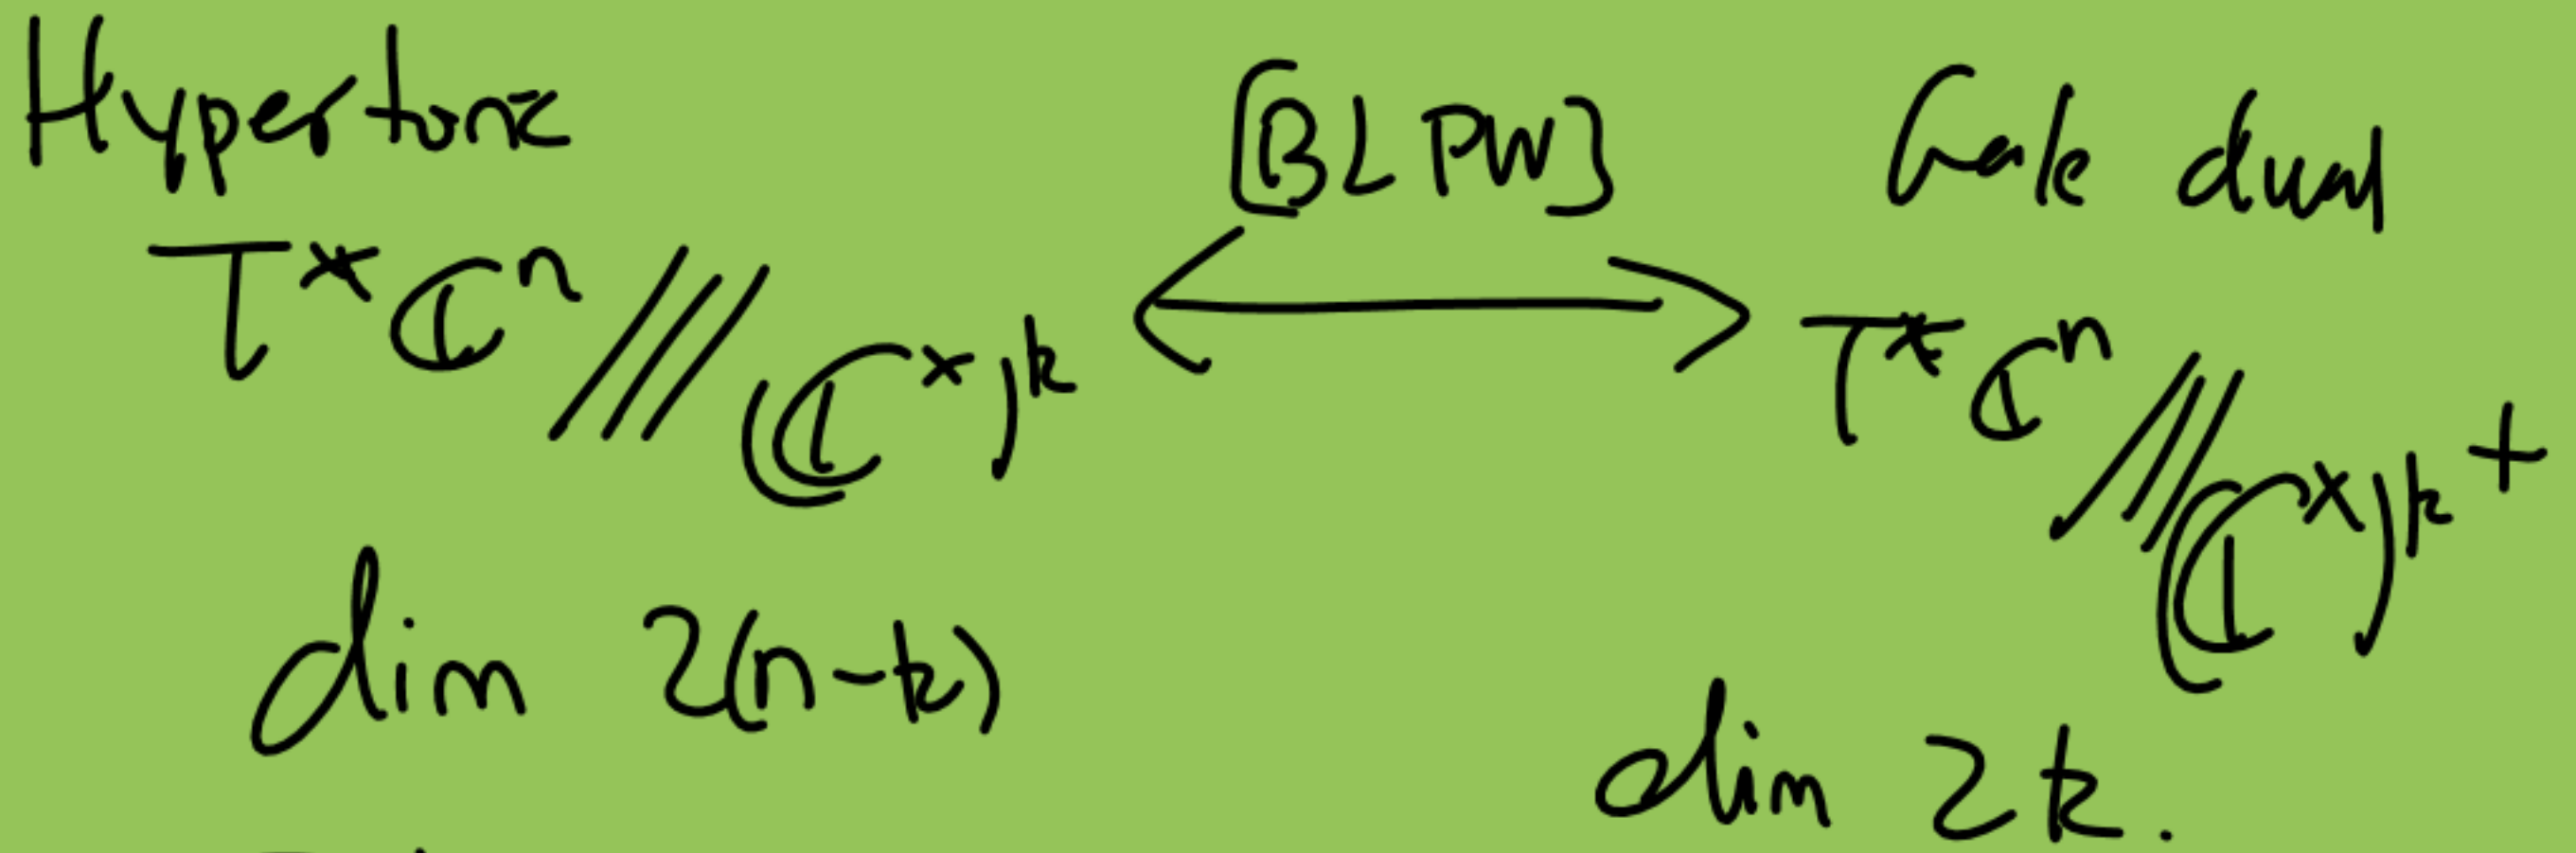 Hypertoric [BLPW] Gale dual
T*ℂⁿ///(ℂ×)ᵏ ⟷ T*ℂⁿ///(ℂ×)ᵏ⁺
dim 2(n-k)
dim 2k.